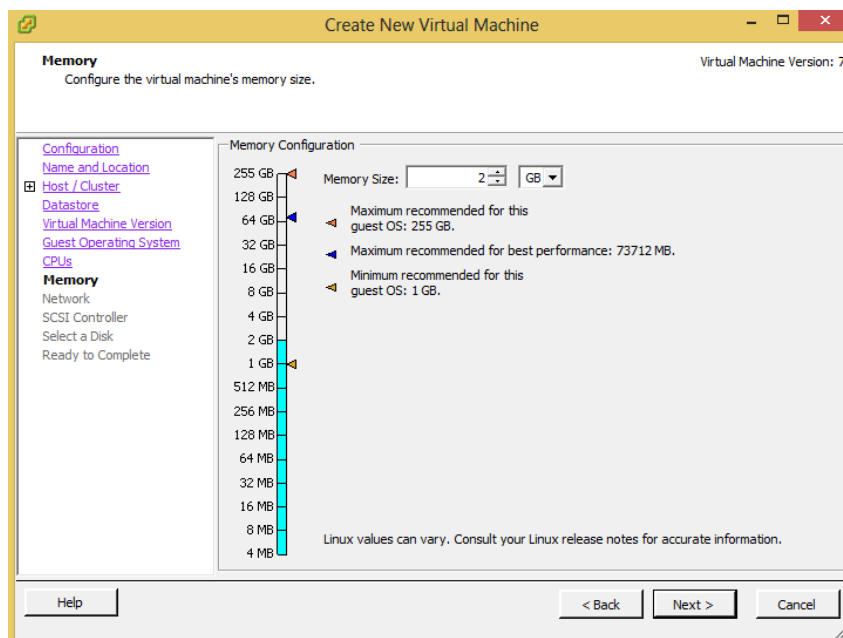 Create New Virtual Machine
Memory
Configure the virtual machine's memory size.
Virtual Machine Version: 7
Configuration
Name and Location
Host / Cluster
Datastore
Virtual Machine Version
Guest Operating System
CPUs
Memory
Network
SCSI Controller
Select a Disk
Ready to Complete
Memory Configuration
255 GB
128 GB
64 GB
32 GB
16 GB
8 GB
4 GB
2 GB
1 GB
512 MB
256 MB
128 MB
64 MB
32 MB
16 MB
8 MB
4 MB
Memory Size: 2 GB
Maximum recommended for this
guest OS: 255 GB.
Maximum recommended for best performance: 73712 MB.
Minimum recommended for this
guest OS: 1 GB.
Linux values can vary. Consult your Linux release notes for accurate information.
Help
< Back
Next >
Cancel